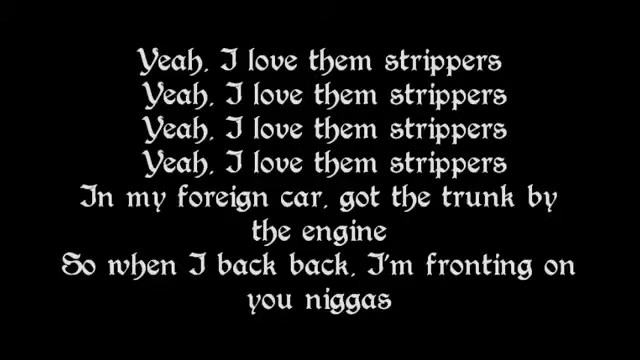 Yeah, I love them strippers
Yeah, I love them strippers
Yeah, I love them strippers
Yeah, I love them strippers
In my foreign car, got the trunk by
the engine
So when I back back, I'm fronting on
you niggas